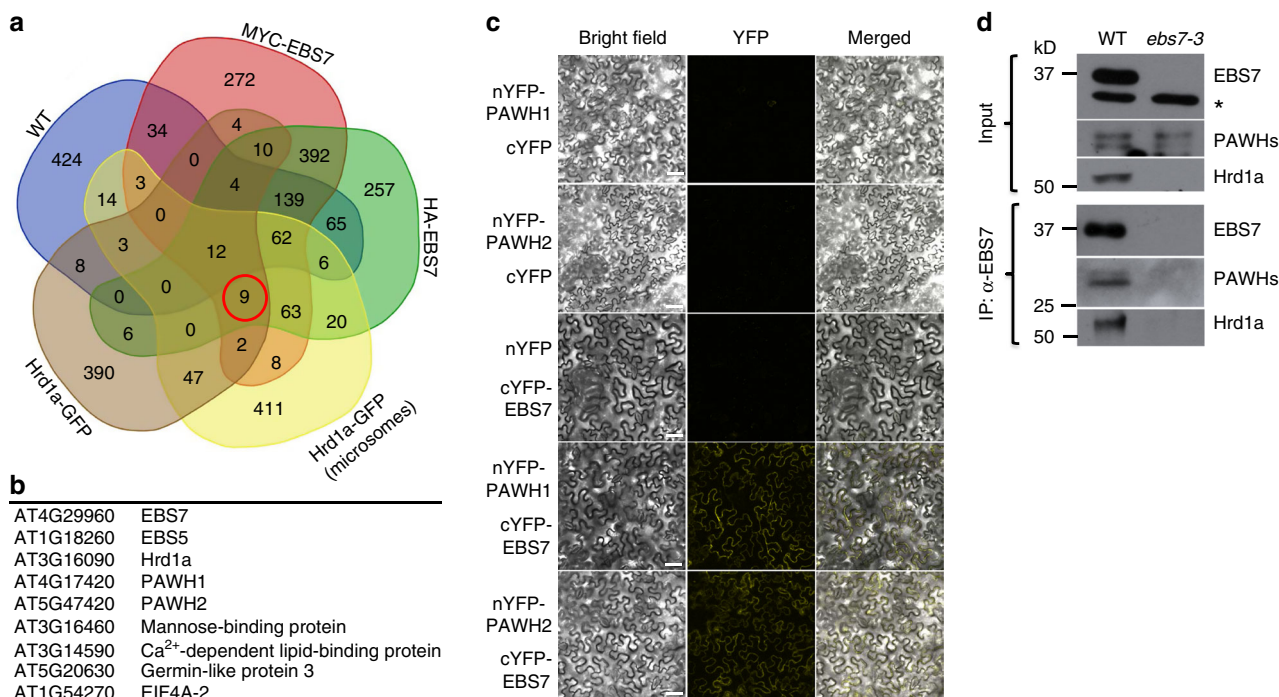 a
MYC-EBS7
WT
HA-EBS7
Hrd1a-GFP
Hrd1a-GFP
(microsomes)
272
34
4
0
10
392
424
3
4
257
14
139
65
0
62
3
12
6
8
0
0
9
63
20
6
0
2
8
390
47
411
b
AT4G29960 EBS7
AT1G18260 EBS5
AT3G16090 Hrd1a
AT4G17420 PAWH1
AT5G47420 PAWH2
AT3G16460 Mannose-binding protein
AT3G14590 Ca2+-dependent lipid-binding protein
AT5G20630 Germin-like protein 3
AT1G54270 EIF4A-2
c
Bright field YFP Merged
nYFP-
PAWH1
cYFP
nYFP-
PAWH2
cYFP
nYFP
cYFP-
EBS7
nYFP-
PAWH1
cYFP-
EBS7
nYFP-
PAWH2
cYFP-
EBS7
d
kD WT ebs7-3
Input
37 EBS7
*
PAWHs
50 Hrd1a
IP: α-EBS7
37 EBS7
PAWHs
25
50 Hrd1a